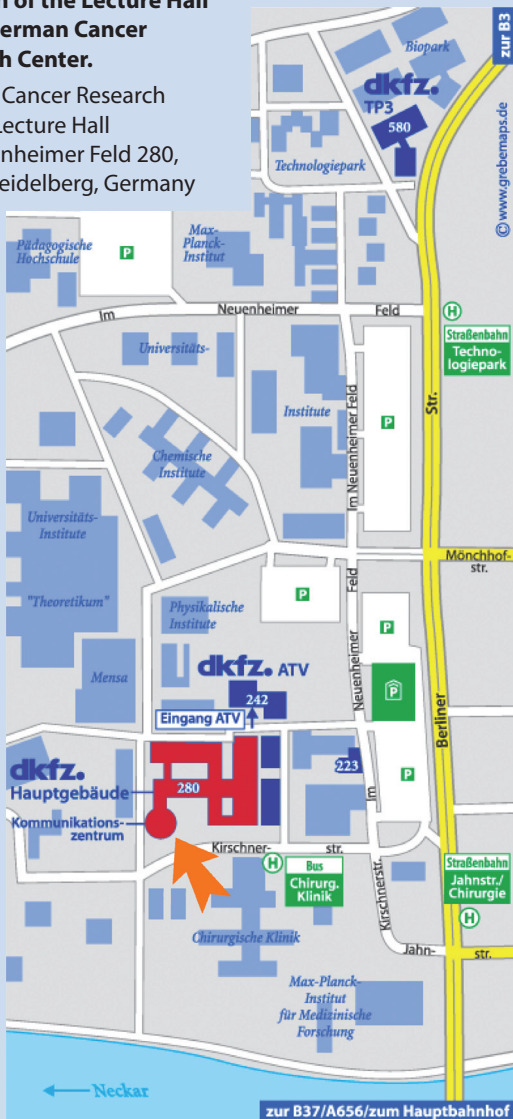 n of the Lecture Hall
erman Cancer
h Center.
Cancer Research
Lecture Hall
enheimer Feld 280,
eidelberg, Germany
zur B3
Biopark
dkfz.
TP3
580
Technologiepark
© www.grebemaps.de
Pädagogische
Hochschule
P
Max-
Planck-
Institut
Im
Neuenheimer
Feld
H
Straßenbahn
Techno-
logiepark
Universitäts-
Institute
Im Neuenheimer Feld
P
Str.
Chemische
Institute
Universitäts-
Institute
"Theoretikum"
Mönchhof-
str.
P
Physikalische
Institute
P
Im Neuenheimer Feld
Mensa
dkfz. ATV
242
Eingang ATV
P
Berliner
dkfz.
Hauptgebäude
280
223
P
Kommunikations-
zentrum
Kirschner-
str.
H
Bus
Chirurg.
Klinik
Kirschnerstr.
Straßenbahn
Jahnstr./
Chirurgie
H
Chirurgische Klinik
Jahn-
str.
Max-Planck-
Institut
für Medizinische
Forschung
Neckar
zur B37/A656/zum Hauptbahnhof